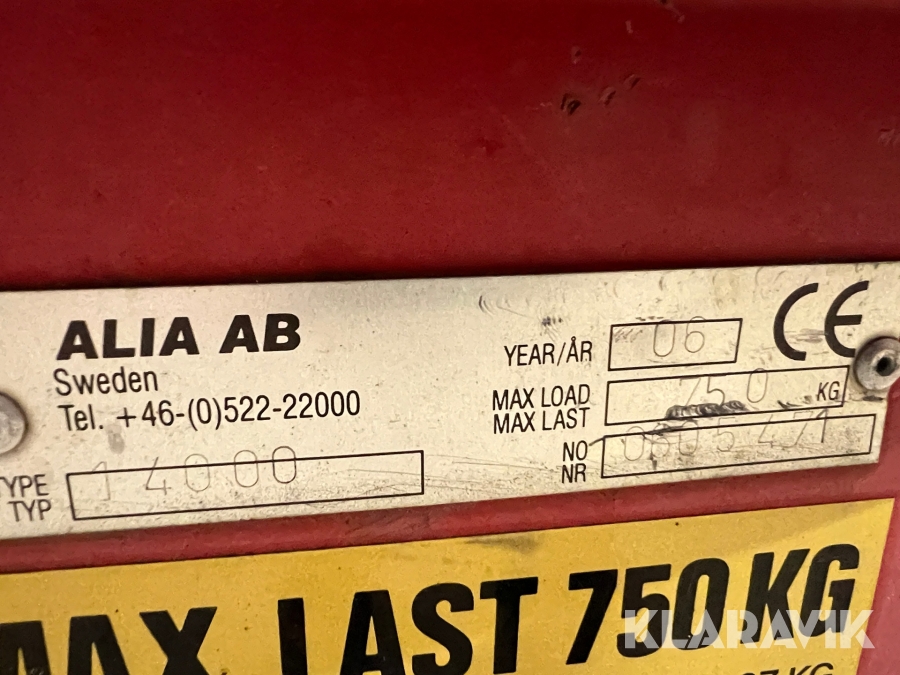 ALIA AB
Sweden
Tel. +46-(0)522-22000
TYPE
TYP
14000
YEAR/ÅR 06
MAX LOAD
MAX LAST
750 KG
NO
NR
CE
MAX. LAST 750 KG
KG
KLARAVIK